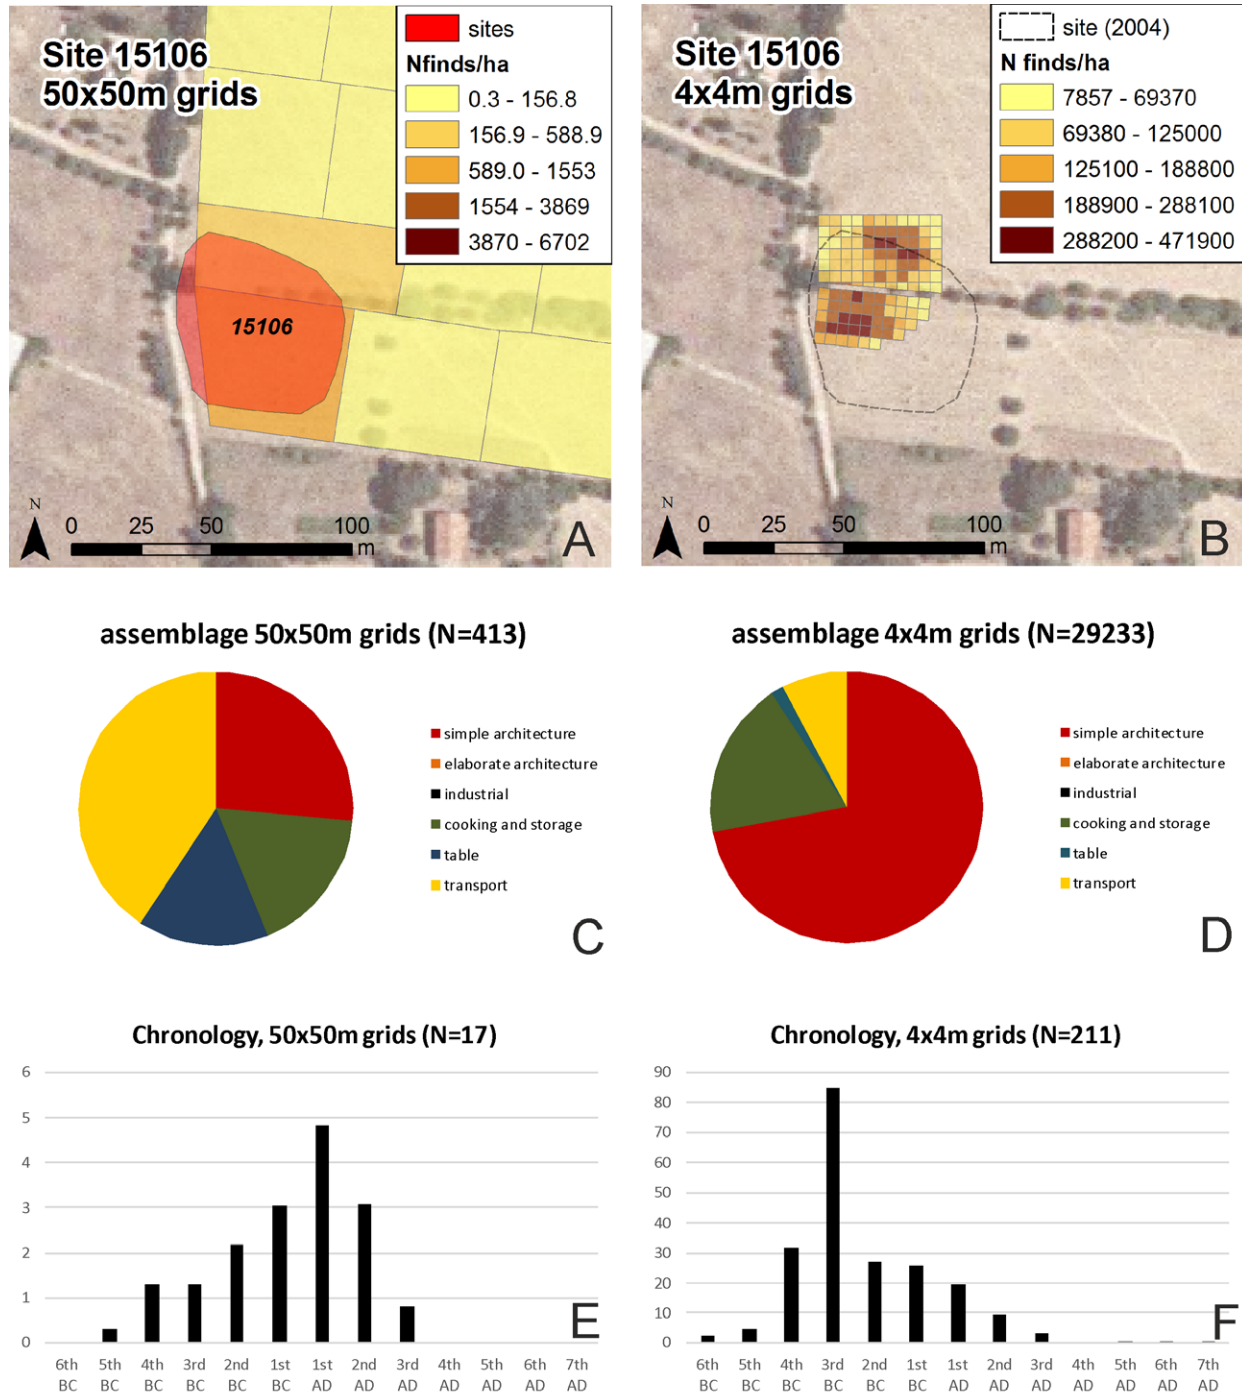 Site 15106
50x50m grids
sites
Nfinds/ha
0.3 - 156.8
156.9 - 588.9
589.0 - 1553
1554 - 3869
3870 - 6702
15106
N
0 25 50 100
m
A
Site 15106
4x4m grids
site (2004)
N finds/ha
7857 - 69370
69380 - 125000
125100 - 188800
188900 - 288100
288200 - 471900
N
0 25 50 100
m
B
assemblage 50x50m grids (N=413)
simple architecture
elaborate architecture
industrial
cooking and storage
table
transport
C
assemblage 4x4m grids (N=29233)
simple architecture
elaborate architecture
industrial
cooking and storage
table
transport
D
Chronology, 50x50m grids (N=17)
6
5
4
3
2
1
0
6th 5th 4th 3rd 2nd 1st 1st 2nd 3rd 4th 5th 6th 7th
BC BC BC BC BC BC AD AD AD AD AD AD AD
E
Chronology, 4x4m grids (N=211)
90
80
70
60
50
40
30
20
10
0
6th 5th 4th 3rd 2nd 1st 1st 2nd 3rd 4th 5th 6th 7th
BC BC BC BC BC BC AD AD AD AD AD AD AD
F